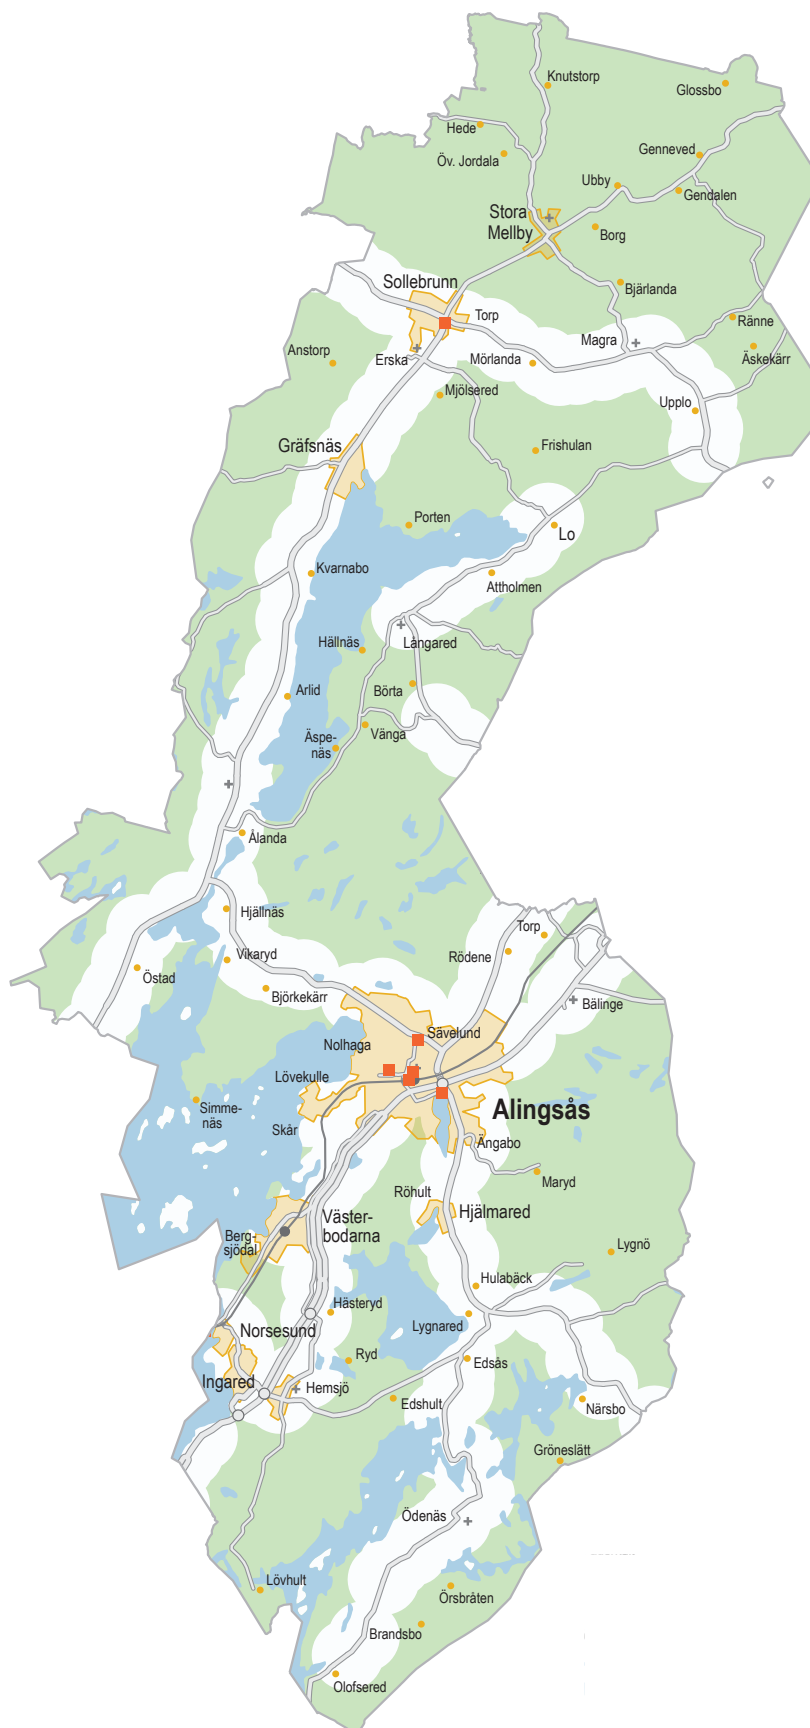 Knutstorp
Glossbo
Hede
Öv. Jordala
Genneved
Ubby
Gendalen
Stora
Mellby
Borg
Bjärlanda
Sollebrunn
Torp
Ränne
Magra
Äskekärr
Anstorp
Erska
Mörlanda
Mjölsered
Upplo
Gräfsnäs
Frishulan
Porten
Lo
Kvarnabo
Attholmen
Hällnäs
Långared
Arlid
Börta
Äspe-
näs
Vänga
Ålanda
Hjällnäs
Torp
Rödene
Vikaryd
Östad
Björkekärr
Bälinge
Sävelund
Nolhaga
Lövekulle
Simme-
näs
Alingsås
Skår
Ängabo
Maryd
Röhult
Hjälmared
Väster-
bodarna
Berg-
sjödal
Lygnö
Hulabäck
Hästeryd
Lygnared
Norsesund
Ryd
Edsås
Ingared
Hemsjö
Edshult
Närsbo
Gröneslätt
Ödenäs
Lövhult
Örsbråten
Brandsbo
Olofsered